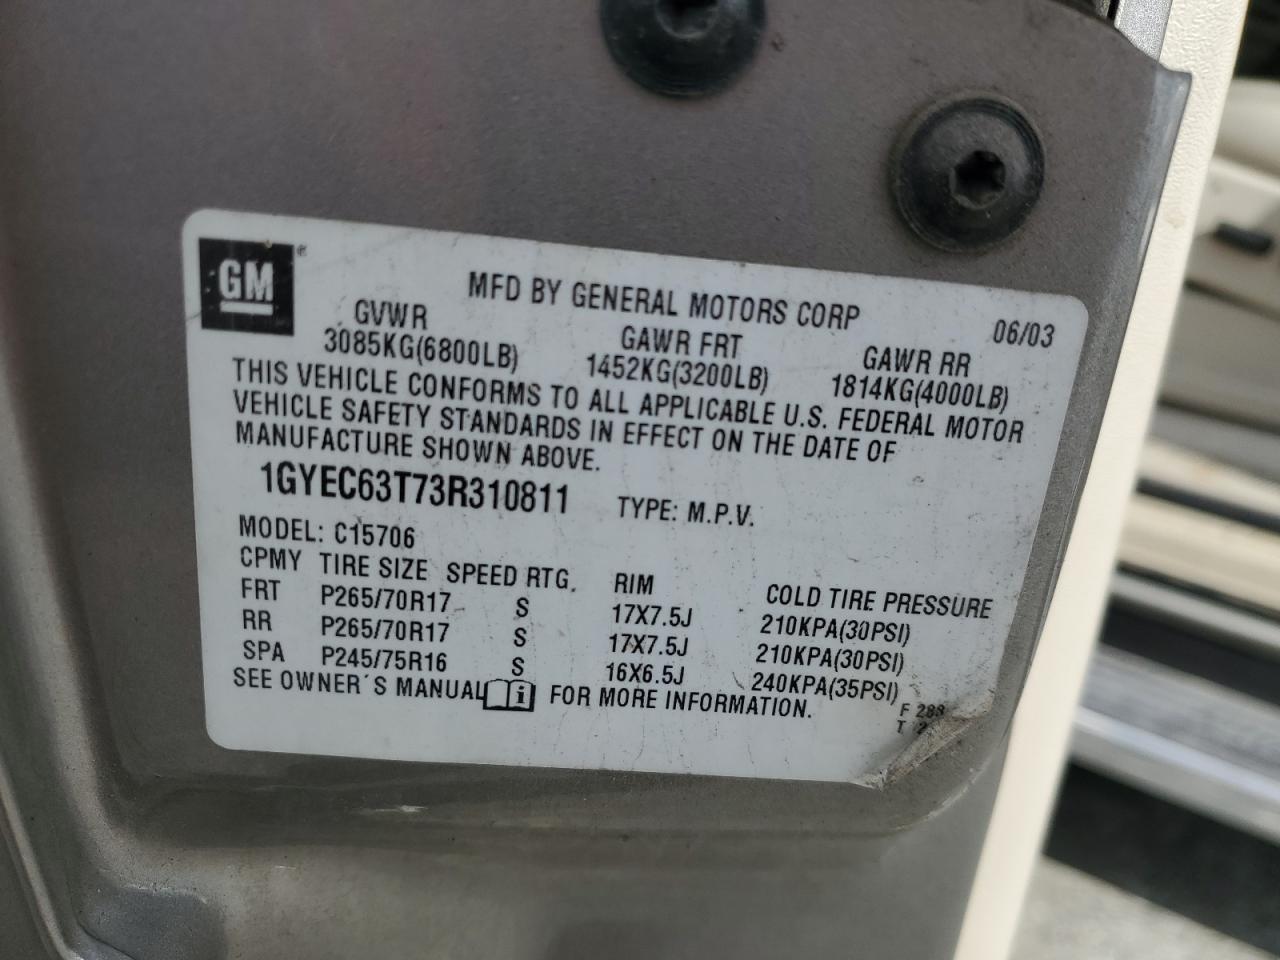 GM ®
MFD BY GENERAL MOTORS CORP 06/03
GVWR GAWR FRT GAWR RR
3085KG(6800LB) 1452KG(3200LB) 1814KG(4000LB)
THIS VEHICLE CONFORMS TO ALL APPLICABLE U.S. FEDERAL MOTOR
VEHICLE SAFETY STANDARDS IN EFFECT ON THE DATE OF
MANUFACTURE SHOWN ABOVE.
1GYEC63T73R310811 TYPE: M.P.V.
MODEL: C15706
CPMY TIRE SIZE SPEED RTG. RIM COLD TIRE PRESSURE
FRT P265/70R17 S 17X7.5J 210KPA(30PSI)
RR P265/70R17 S 17X7.5J 210KPA(30PSI)
SPA P245/75R16 S 16X6.5J 240KPA(35PSI)
SEE OWNER´S MANUAL i FOR MORE INFORMATION.
F
T